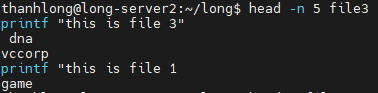 thanhlong@long-server2:~/long$ head -n 5 file3
printf "this is file 3"
 dna
vccorp
printf "this is file 1
game